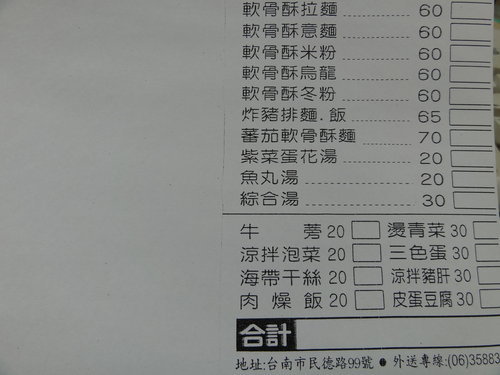 軟骨酥拉麵 60
軟骨酥意麵 60
軟骨酥米粉 60
軟骨酥烏龍 60
軟骨酥冬粉 60
炸豬排麵.飯 65
蕃茄軟骨酥麵 70
紫菜蛋花湯 20
魚丸湯 20
綜合湯 30
牛 蒡 20 燙青菜 30
涼拌泡菜 20 三色蛋 30
海帶干絲 20 涼拌豬肝 30
肉燥飯 20 皮蛋豆腐 30
合計
地址:台南市民德路99號 ● 外送專線:(06)35883